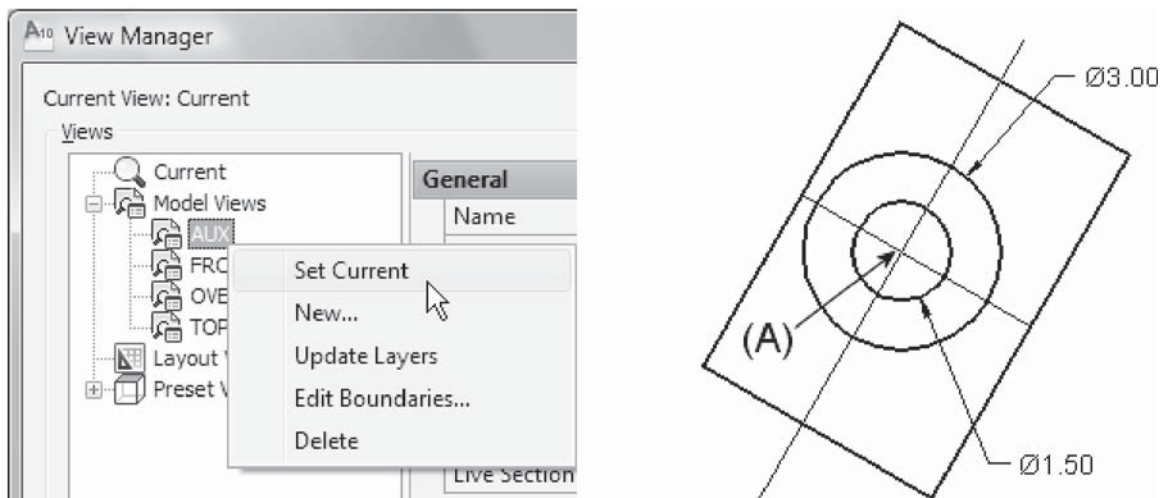 A10 View Manager
Current View: Current
Views
Current
Model Views
AUX
FRO
OVE
TOP
Layout
Preset
General
Name
Set Current
New...
Update Layers
Edit Boundaries...
Delete
Live Section
Ø3.00
(A)
Ø1.50